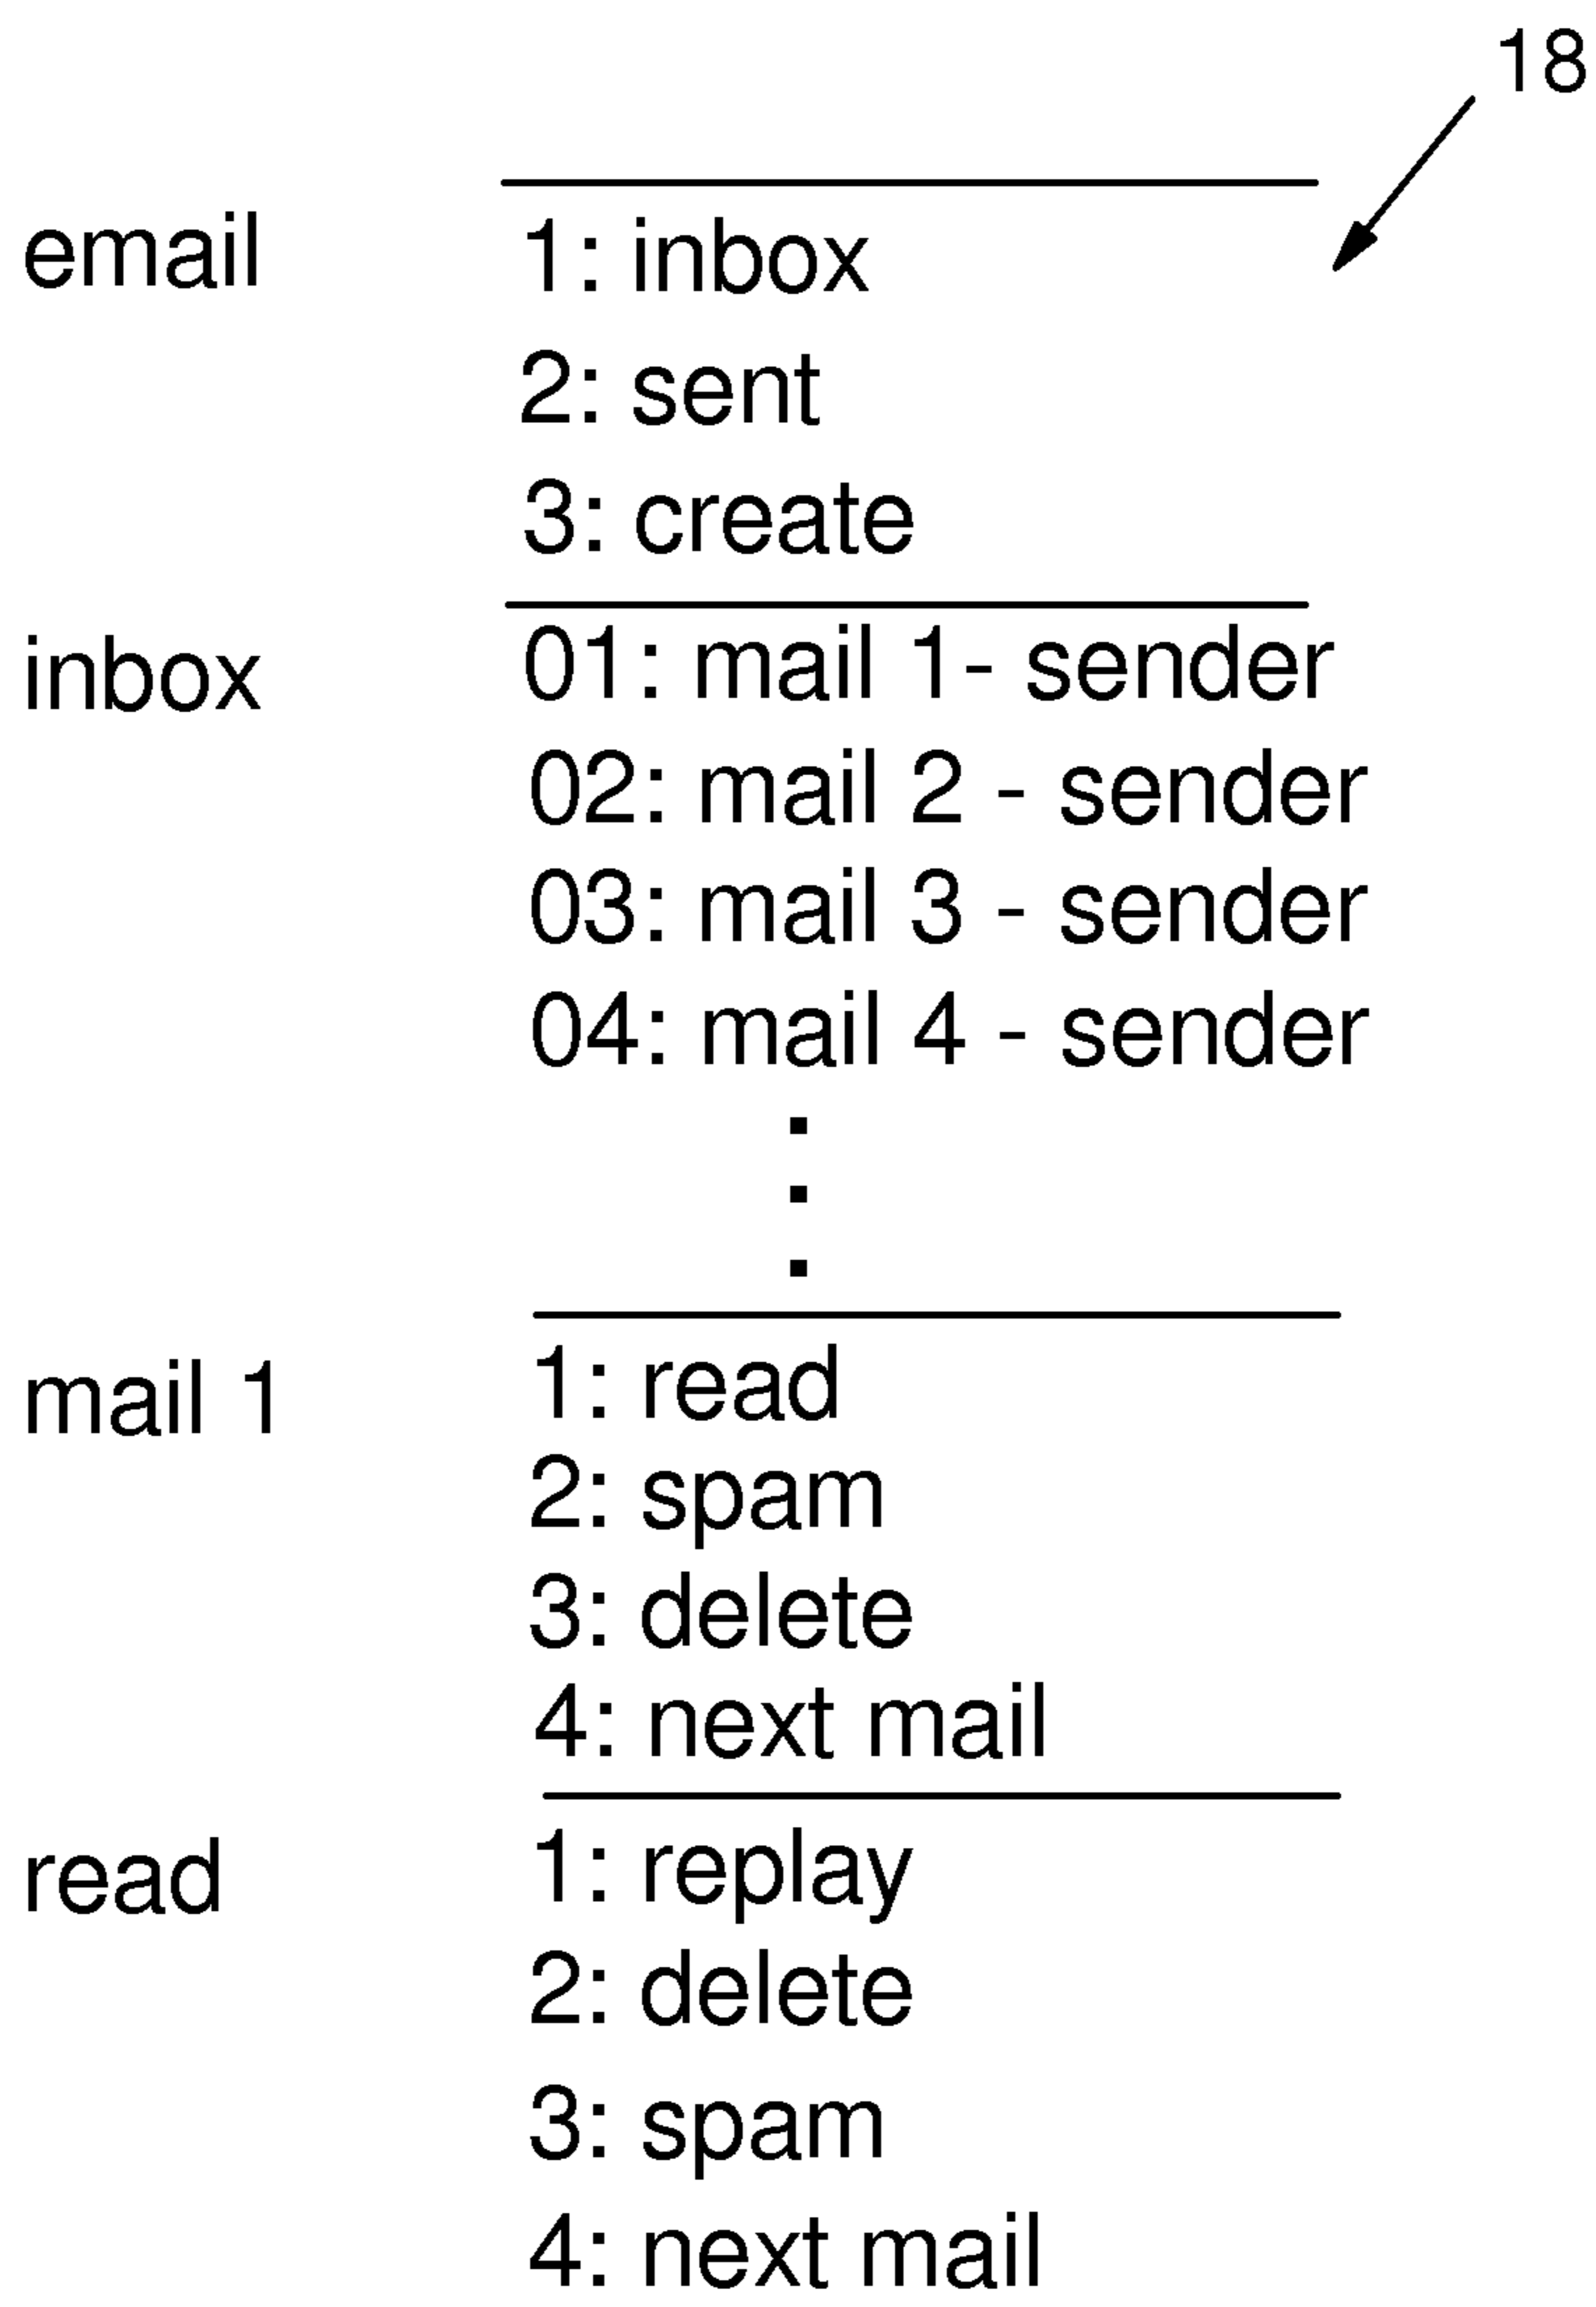 18
email 1: inbox
2: sent
3: create
inbox 01: mail 1- sender
02: mail 2 - sender
03: mail 3 - sender
04: mail 4 - sender
.
.
.
mail 1 1: read
2: spam
3: delete
4: next mail
read 1: replay
2: delete
3: spam
4: next mail